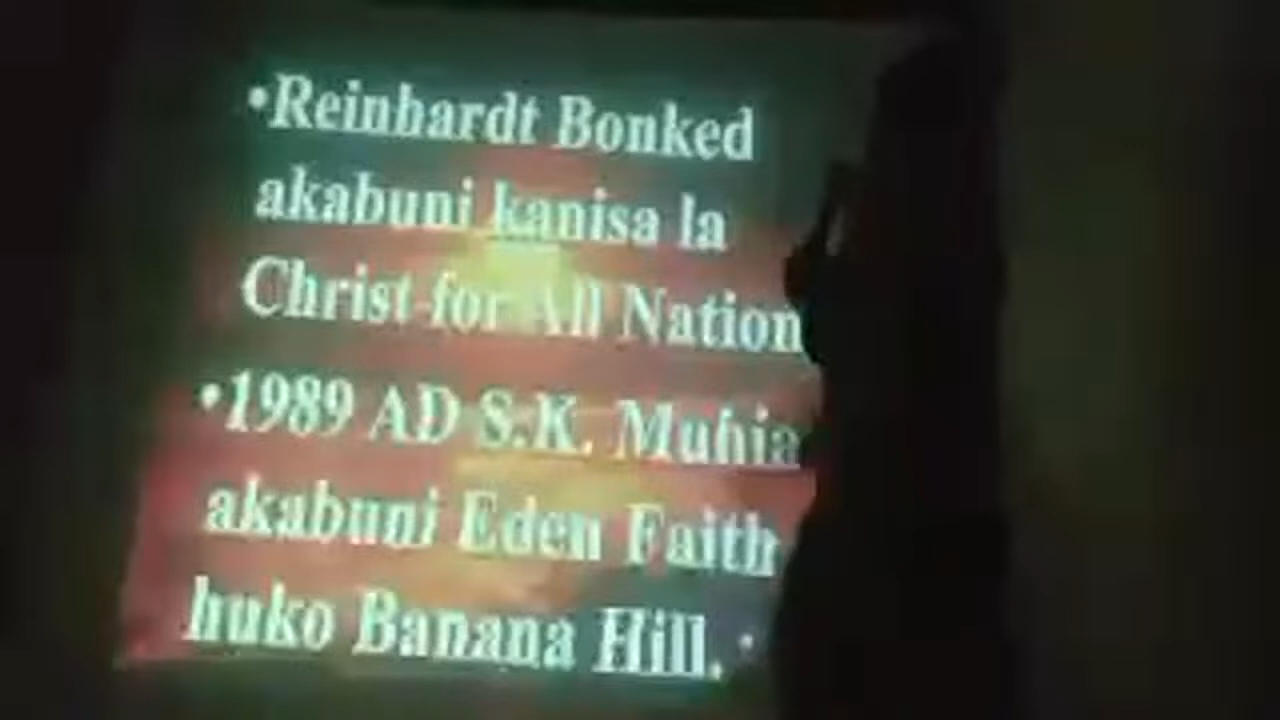 •Reinhardt Bonked
akabuni kanisa la
Christ for All Nation
•1989 AD S.K. Muhia
akabuni Eden Faith
huko Banana Hill.